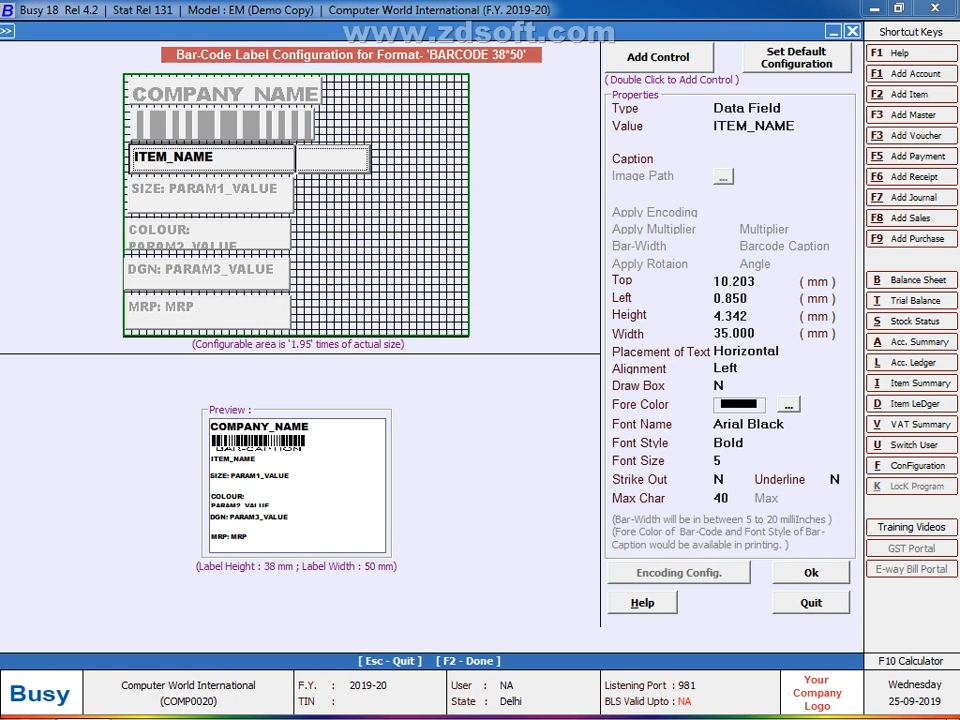 B Busy 18 Rel 4.2 | Stat Rel 131 | Model : EM (Demo Copy) | Computer World International (F.Y. 2019-20)
>>
www.zdsoft.com
Bar-Code Label Configuration for Format- 'BARCODE 38*50'
COMPANY_NAME
ITEM_NAME
SIZE: PARAM1_VALUE
COLOUR:
PARAM2_VALUE
DGN: PARAM3_VALUE
MRP: MRP
(Configurable area is '1.95' times of actual size)
Preview :
COMPANY_NAME
BAR-CAPTION
ITEM_NAME
SIZE: PARAM1_VALUE
COLOUR:
PARAM2_VALUE
DGN: PARAM3_VALUE
MRP: MRP
(Label Height : 38 mm ; Label Width : 50 mm)
Add Control
Set Default
Configuration
( Double Click to Add Control )
Properties
Type Data Field
Value ITEM_NAME
Caption
Image Path ...
Apply Encoding
Apply Multiplier Multiplier
Bar-Width Barcode Caption
Apply Rotaion Angle
Top 10.203 ( mm )
Left 0.850 ( mm )
Height 4.342 ( mm )
Width 35.000 ( mm )
Placement of Text Horizontal
Alignment Left
Draw Box N
Fore Color ...
Font Name Arial Black
Font Style Bold
Font Size 5
Strike Out N Underline N
Max Char 40 Max
(Bar-Width will be in between 5 to 20 milliInches )
(Fore Color of Bar-Code and Font Style of Bar-
Caption would be available in printing. )
Encoding Config. Ok
Help Quit
Shortcut Keys
F1 Help
F1 Add Account
F2 Add Item
F3 Add Master
F3 Add Voucher
F5 Add Payment
F6 Add Receipt
F7 Add Journal
F8 Add Sales
F9 Add Purchase
B Balance Sheet
T Trial Balance
S Stock Status
A Acc. Summary
L Acc. Ledger
I Item Summary
D Item LeDger
V VAT Summary
U Switch User
F ConFiguration
K LocK Program
Training Videos
GST Portal
E-way Bill Portal
[ Esc - Quit ] [ F2 - Done ]
F10 Calculator
Busy
Computer World International
(COMP0020)
F.Y. : 2019-20
TIN :
User : NA
State : Delhi
Listening Port : 981
BLS Valid Upto : NA
Your
Company
Logo
Wednesday
25-09-2019